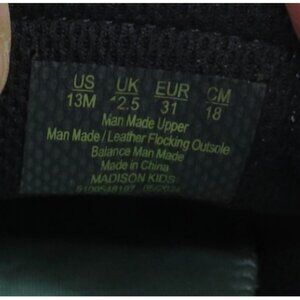 US UK EUR CM
13M 12.5 31 18
Man Made Upper
Man Made / Leather Flocking Outsole
Balance Man Made
Made in China
MADISON KIDS